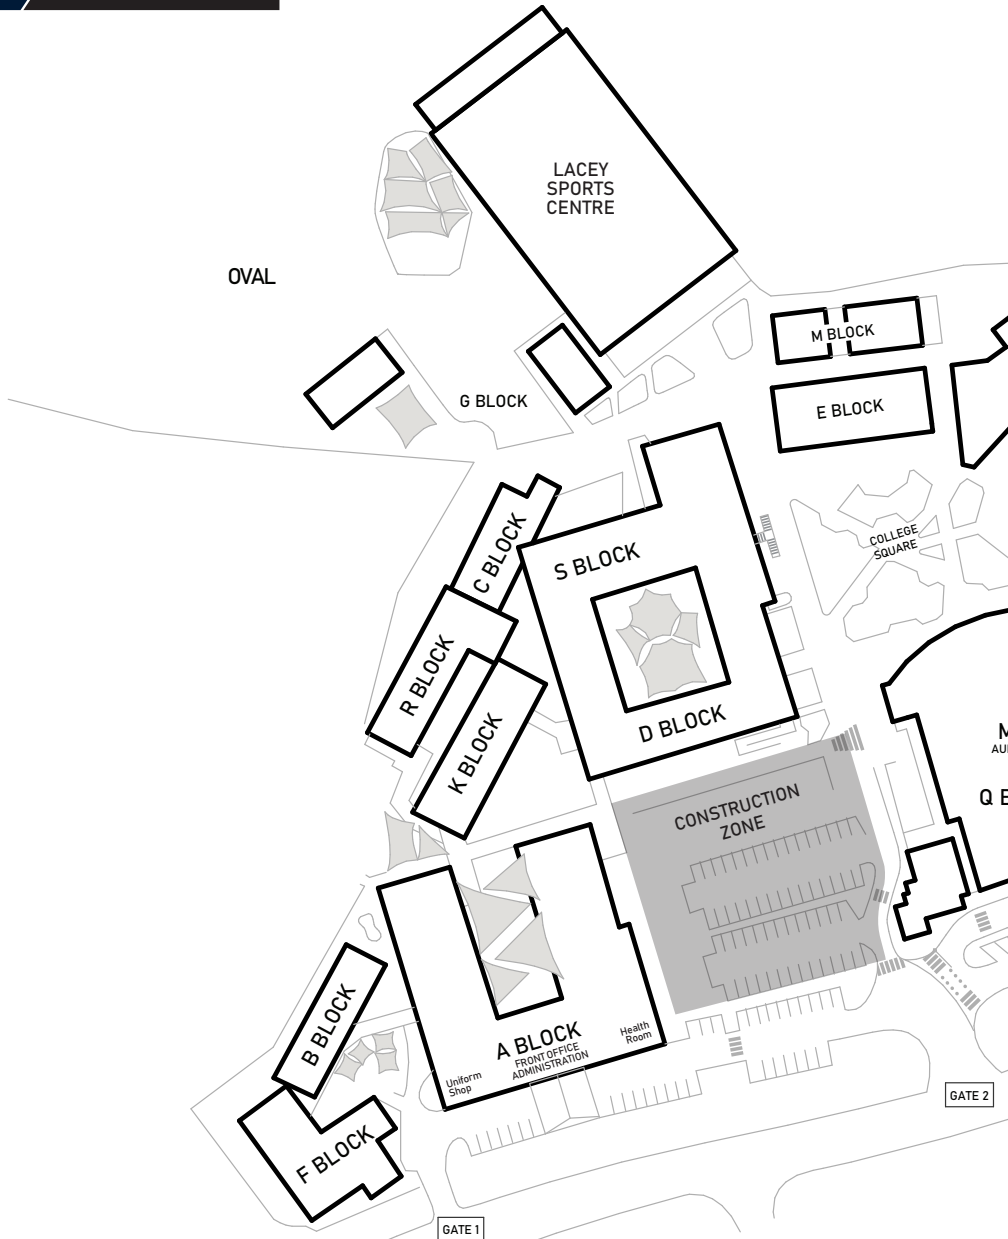 LACEY
SPORTS
CENTRE
OVAL
M BLOCK
G BLOCK
E BLOCK
C BLOCK
S BLOCK
COLLEGE
SQUARE
R BLOCK
D BLOCK
K BLOCK
M
AU
Q B
CONSTRUCTION
ZONE
B BLOCK
A BLOCK
FRONT OFFICE
ADMINISTRATION
Health
Room
Uniform
Shop
GATE 2
F BLOCK
GATE 1